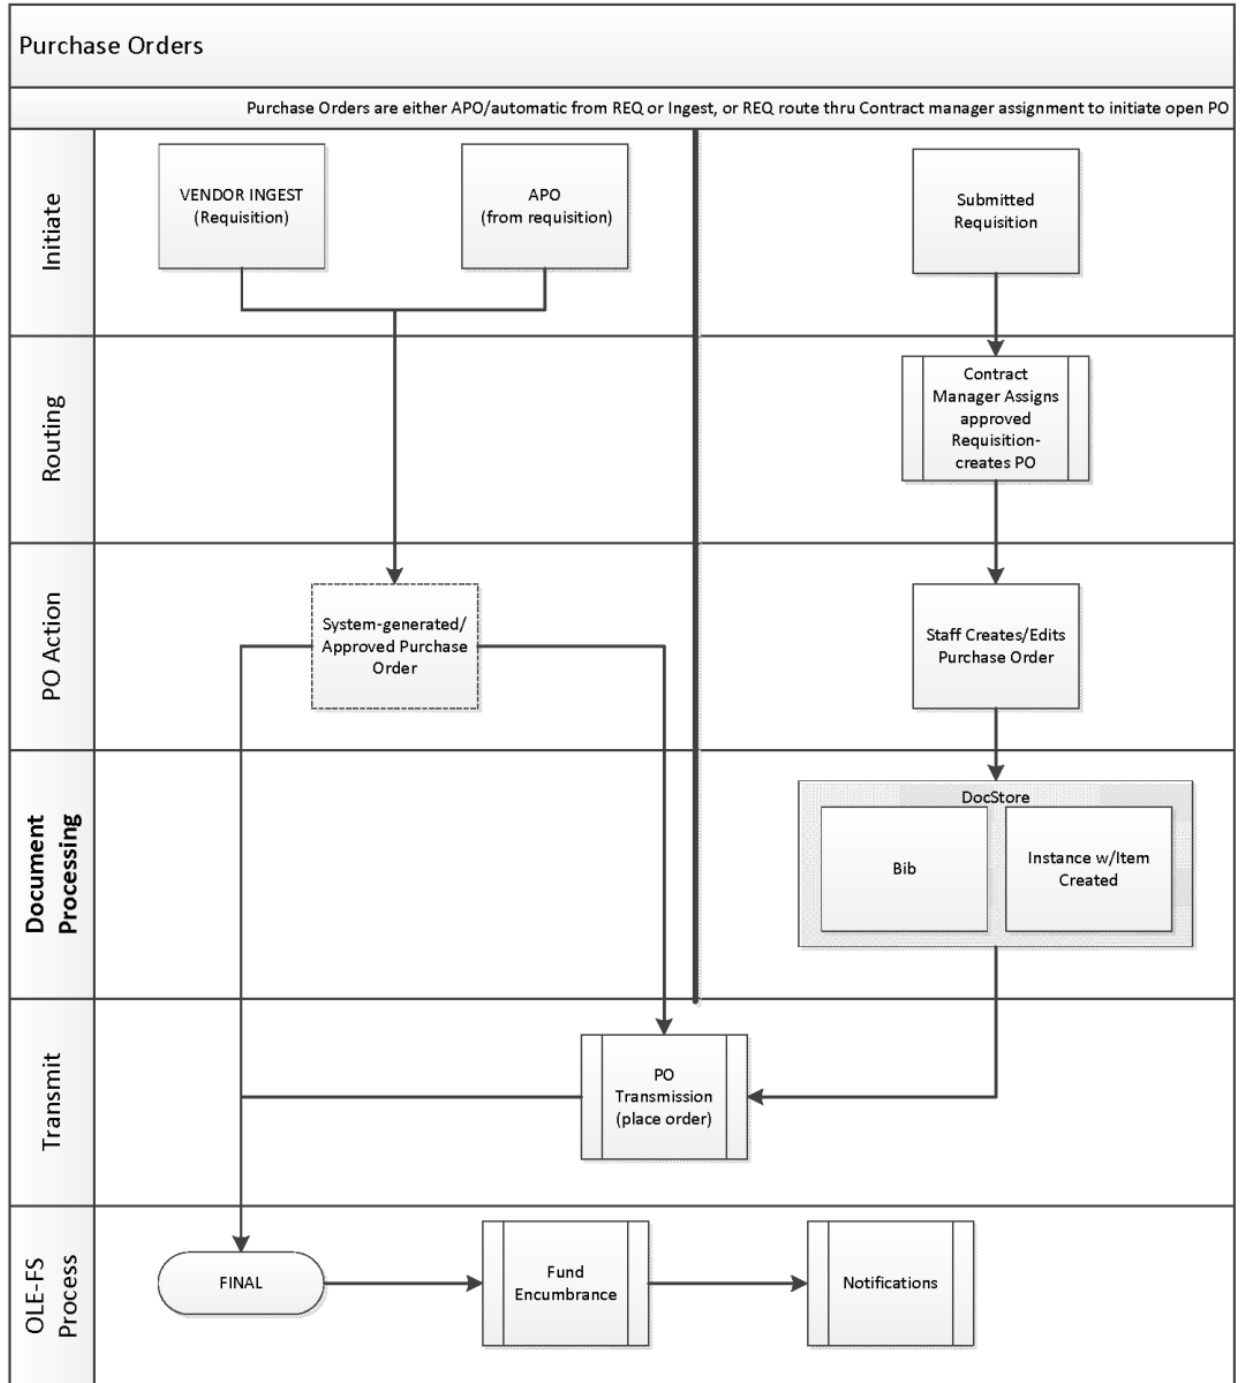 Purchase Orders
Purchase Orders are either APO/automatic from REQ or Ingest, or REQ route thru Contract manager assignment to initiate open PO
Initiate
VENDOR INGEST
(Requisition)
APO
(from requisition)
Submitted
Requisition
Routing
Contract
Manager Assigns
approved
Requisition-
creates PO
PO Action
System-generated/
Approved Purchase
Order
Staff Creates/Edits
Purchase Order
Document
Processing
DocStore
Bib
Instance w/Item
Created
Transmit
PO
Transmission
(place order)
OLE-FS
Process
FINAL
Fund
Encumbrance
Notifications